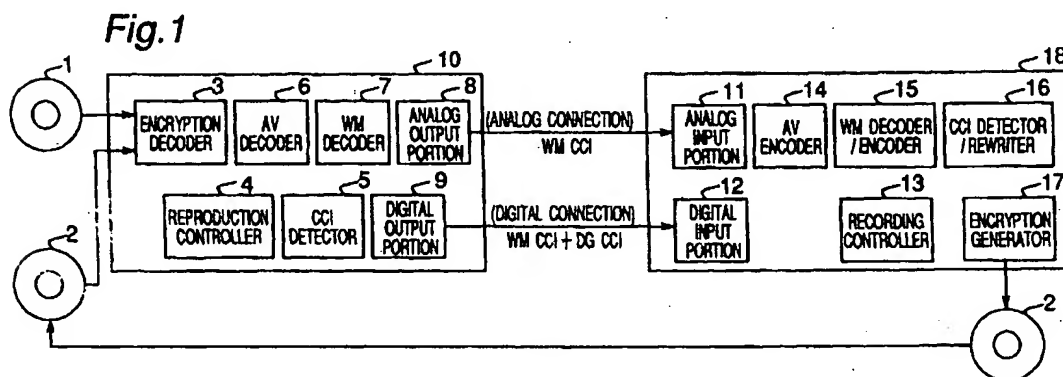 Fig.1
1
10
18
3
6
7
8
ENCRYPTION
DECODER
AV
DECODER
WM
DECODER
ANALOG
OUTPUT
PORTION
(ANALOG CONNECTION)
WM CCI
11
14
15
16
ANALOG
INPUT
PORTION
AV
ENCODER
WM DECODER
/ENCODER
CCI DETECTOR
/REWRITER
4
5
9
REPRODUCTION
CONTROLLER
CCI
DETECTOR
DIGITAL
OUTPUT
PORTION
(DIGITAL CONNECTION)
WM CCI + DG CCI
12
13
17
DIGITAL
INPUT
PORTION
RECORDING
CONTROLLER
ENCRYPTION
GENERATOR
2
2